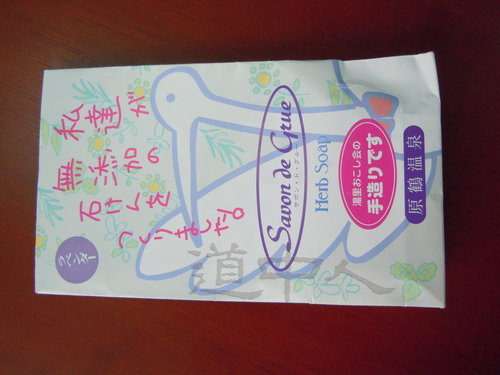 私達が
無添加の
石けんを
つくりました。
Savon de Grue
サボン・ド・グルー
Herb Soap
湯里おこし会の
手造りです
原鶴温泉
ラベンダー
道中人